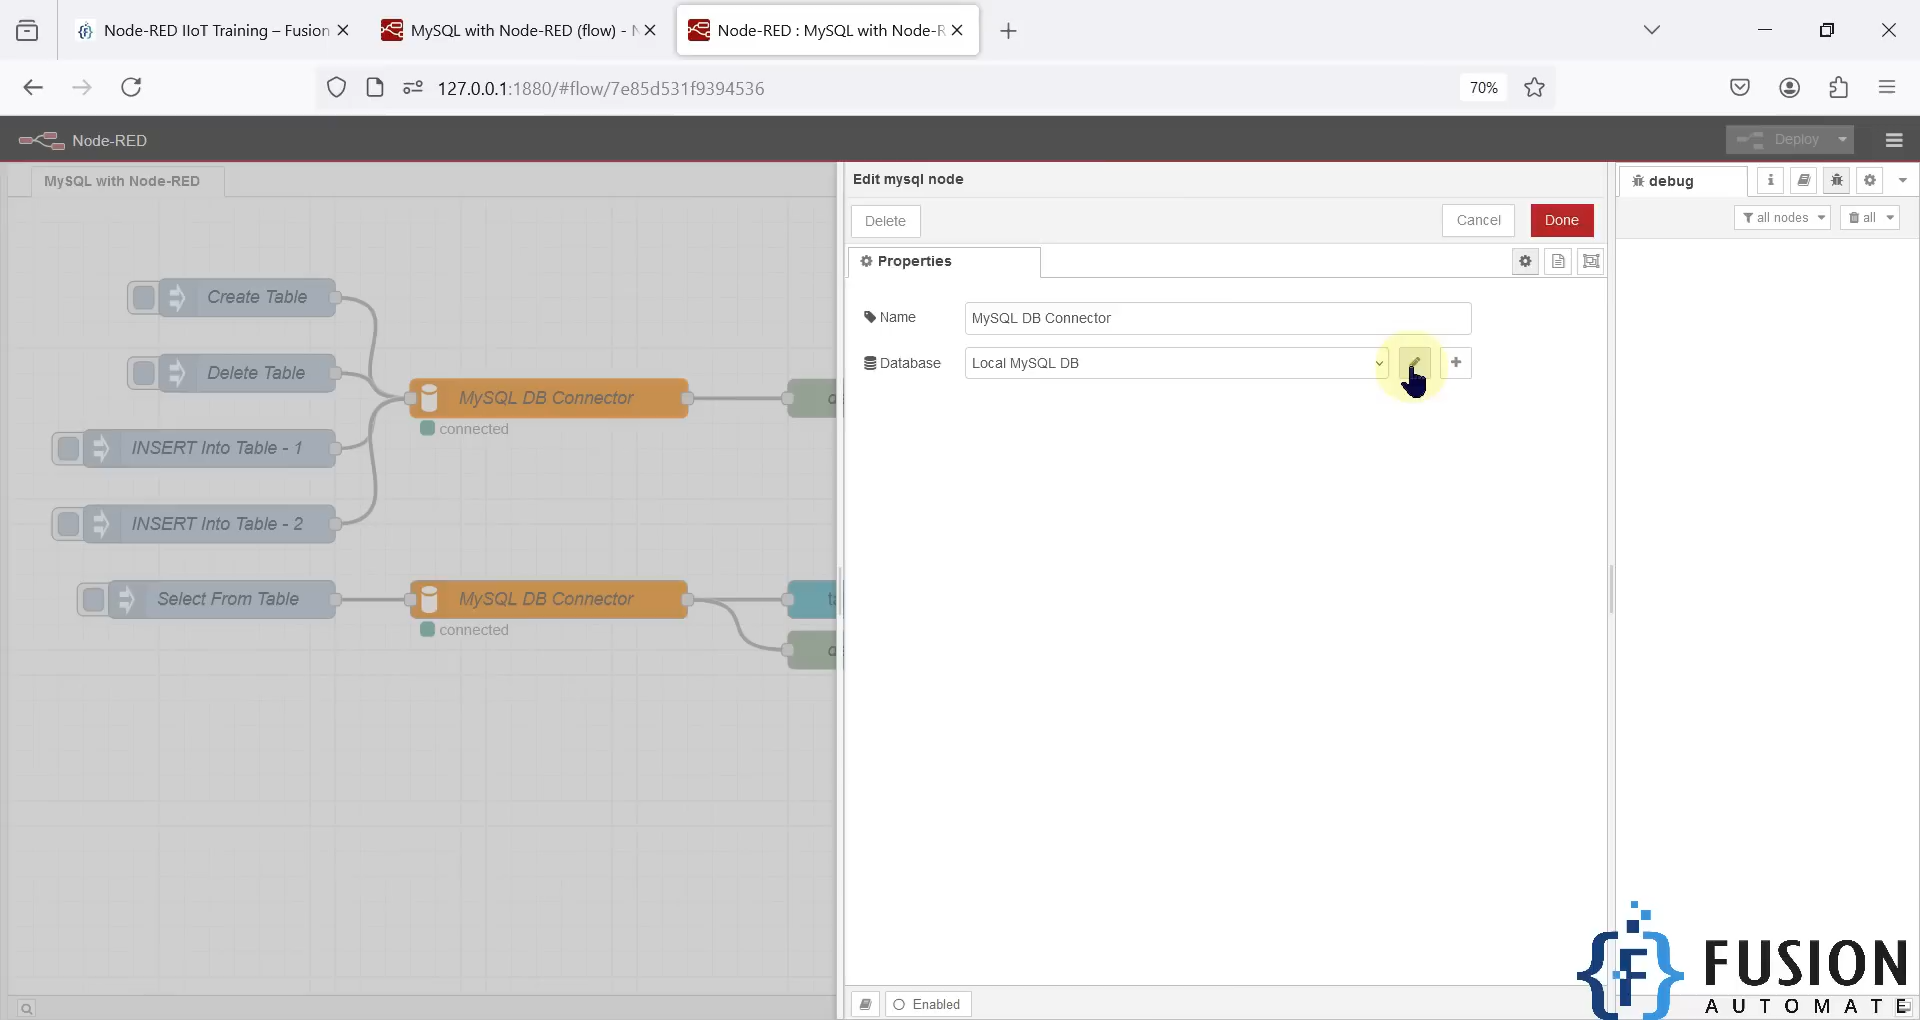 Node-RED IIoT Training – Fusion
MySQL with Node-RED (flow) - N
Node-RED : MySQL with Node-R
127.0.0.1:1880/#flow/7e85d531f9394536
70%
Node-RED
Deploy
MySQL with Node-RED
Edit mysql node
debug
Delete
Cancel
Done
all nodes
all
Properties
Create Table
Name
MySQL DB Connector
Database
Local MySQL DB
Delete Table
MySQL DB Connector
connected
INSERT Into Table - 1
INSERT Into Table - 2
Select From Table
MySQL DB Connector
connected
Enabled
FUSION
AUTOMATE